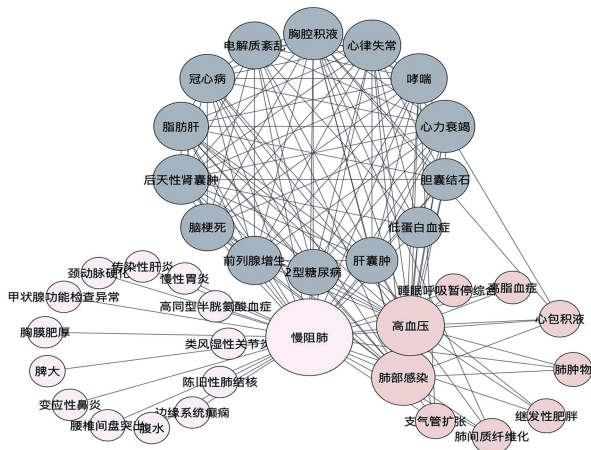 胸腔积液
电解质紊乱
心律失常
冠心病
哮喘
脂肪肝
心力衰竭
后天性肾囊肿
胆囊结石
脑梗死
低蛋白血症
前列腺增生
2型糖尿病
肝囊肿
传染性肝炎
颈动脉硬化
慢性胃炎
甲状腺功能检查异常
高同型半胱氨酸血症
睡眠呼吸暂停综合
高脂血症
胸膜肥厚
慢阻肺
高血压
心包积液
类风湿性关节炎
脾大
陈旧性肺结核
肺部感染
肺肿物
变应性鼻炎
边缘系统癫痫
腰椎间盘突出
腹水
支气管扩张
继发性肥胖
肺间质纤维化